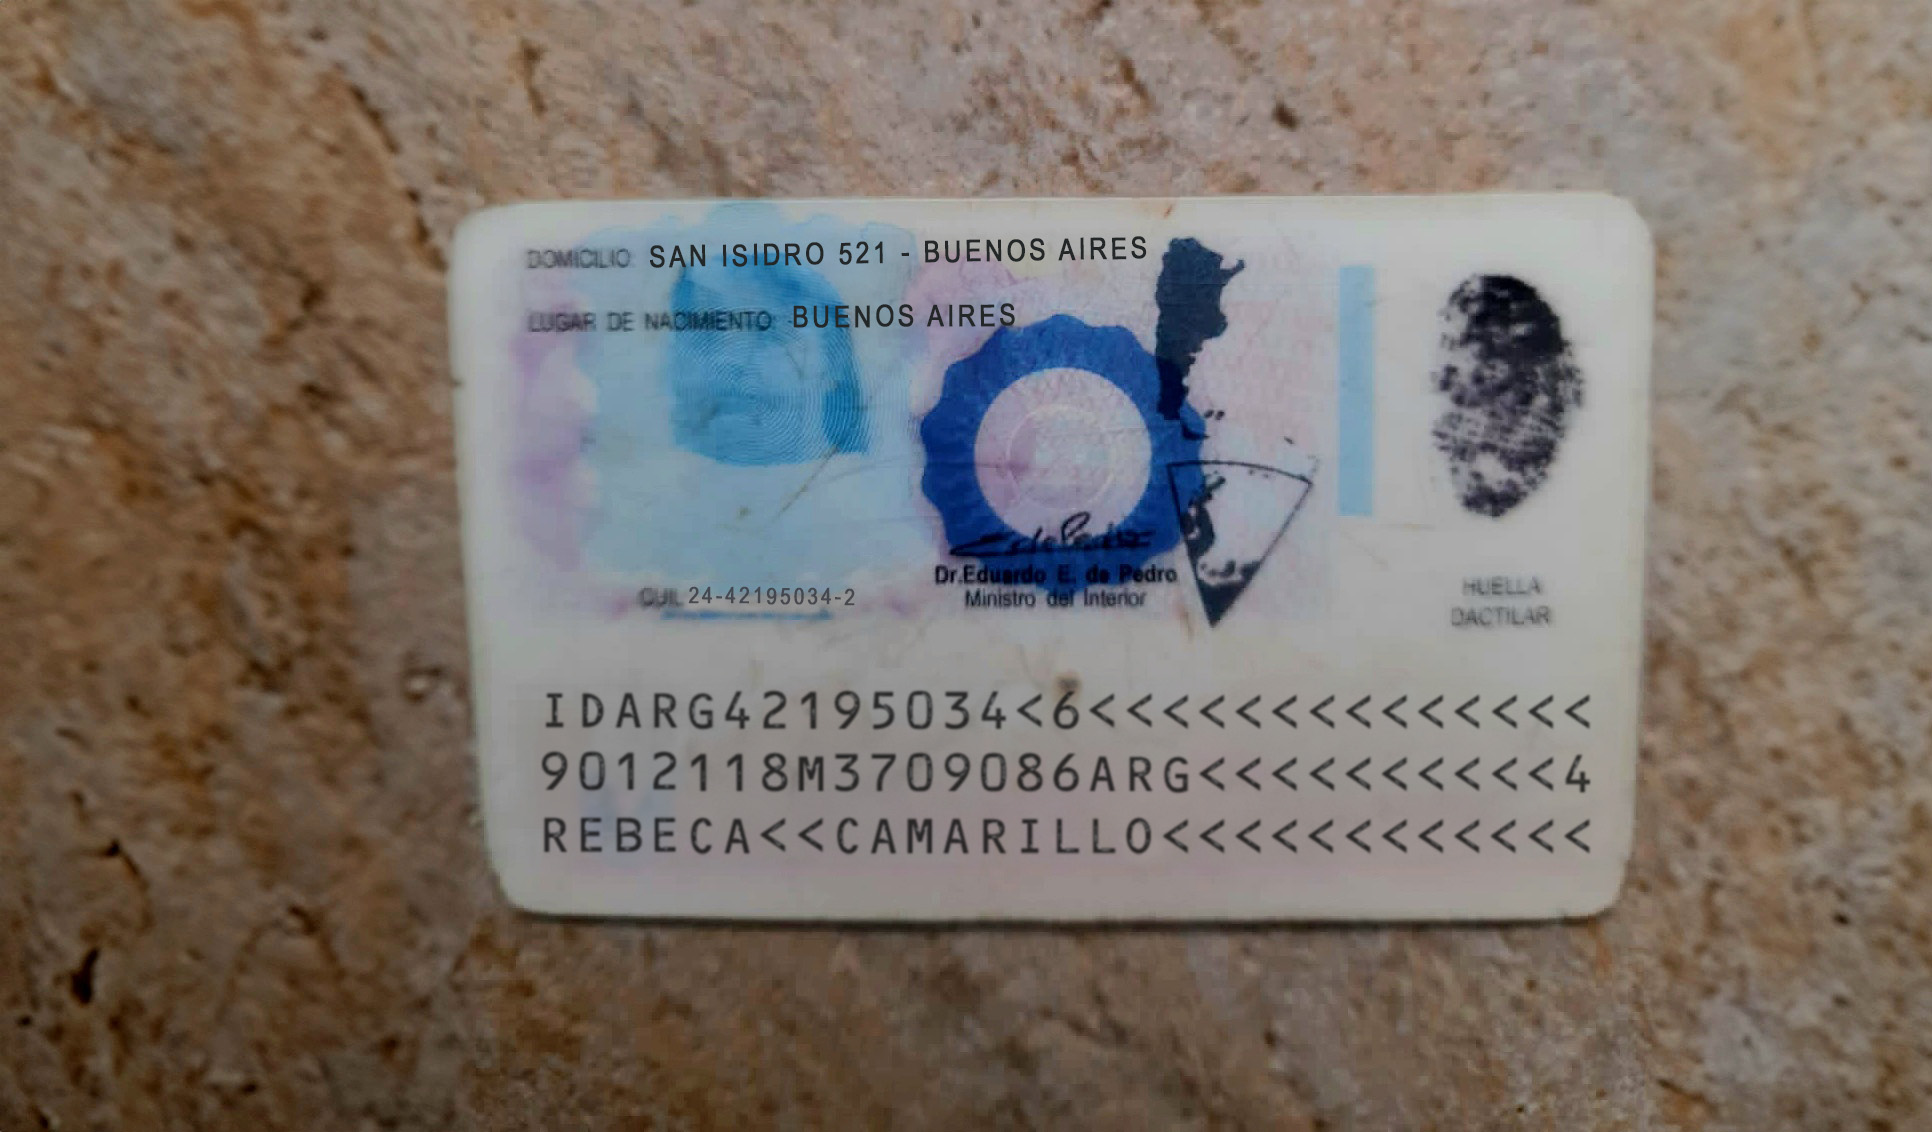 DOMICILIO: SAN ISIDRO 521 - BUENOS AIRES
LUGAR DE NACIMIENTO: BUENOS AIRES
Dr.Eduardo E. de Pedro
Ministro del Interior
CUIL 24-42195034-2
HUELLA
DACTILAR
IDARG42195034<6<<<<<<<<<<<<<<
9012118M3709086ARG<<<<<<<<<<4
REBECA<<CAMARILLO<<<<<<<<<<<<